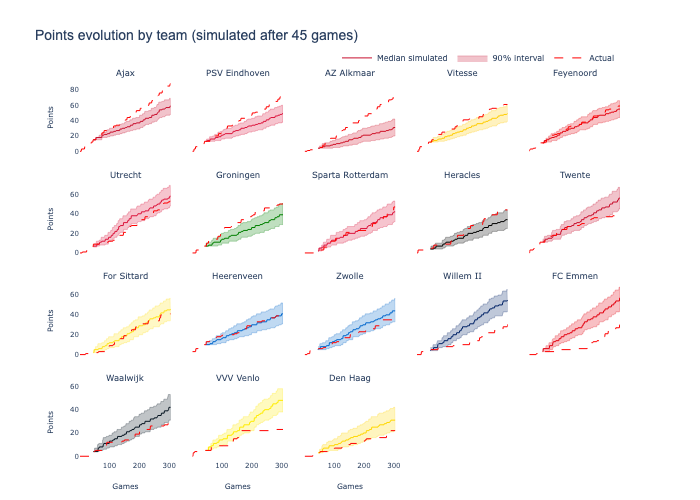 Points evolution by team (simulated after 45 games)
Median simulated 90% interval Actual
Ajax PSV Eindhoven AZ Alkmaar Vitesse Feyenoord
80
60
40
20
0
Points
Utrecht Groningen Sparta Rotterdam Heracles Twente
60
40
20
0
Points
For Sittard Heerenveen Zwolle Willem II FC Emmen
60
40
20
0
Points
Waalwijk VVV Venlo Den Haag
60
40
20
0
Points
100 200 300 100 200 300 100 200 300
Games Games Games